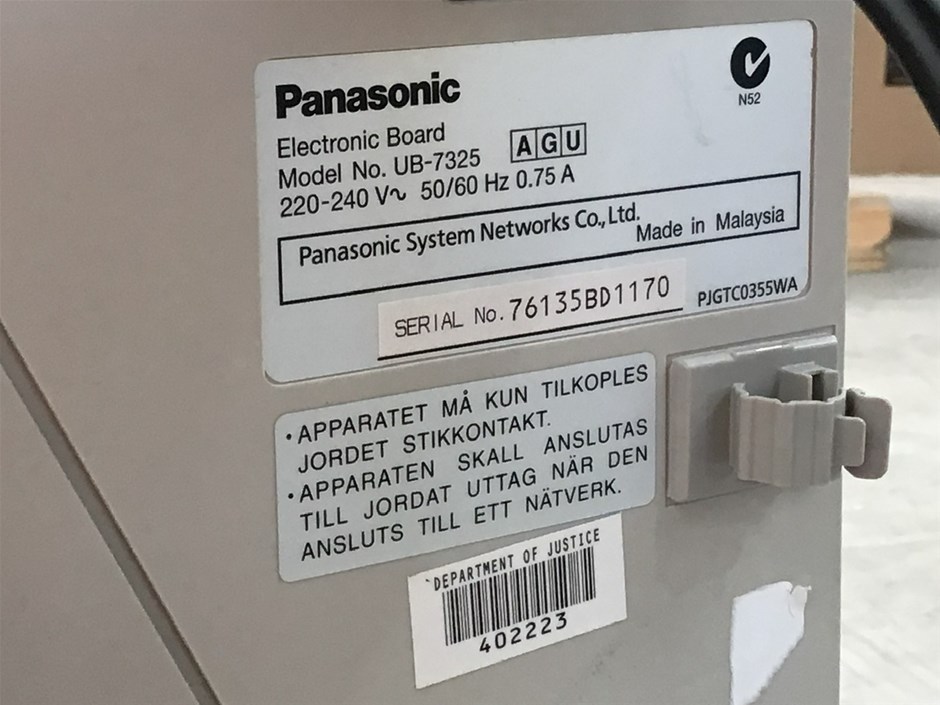 Panasonic
N52
Electronic Board
Model No. UB-7325 AGU
220-240 V∿ 50/60 Hz 0.75 A
Panasonic System Networks Co., Ltd.
Made in Malaysia
SERIAL No. 76135BD1170
PJGTC0355WA
•APPARATET MÅ KUN TILKOPLES
JORDET STIKKONTAKT.
•APPARATEN SKALL ANSLUTAS
TILL JORDAT UTTAG NÄR DEN
ANSLUTS TILL ETT NÄTVERK.
DEPARTMENT OF JUSTICE
402223